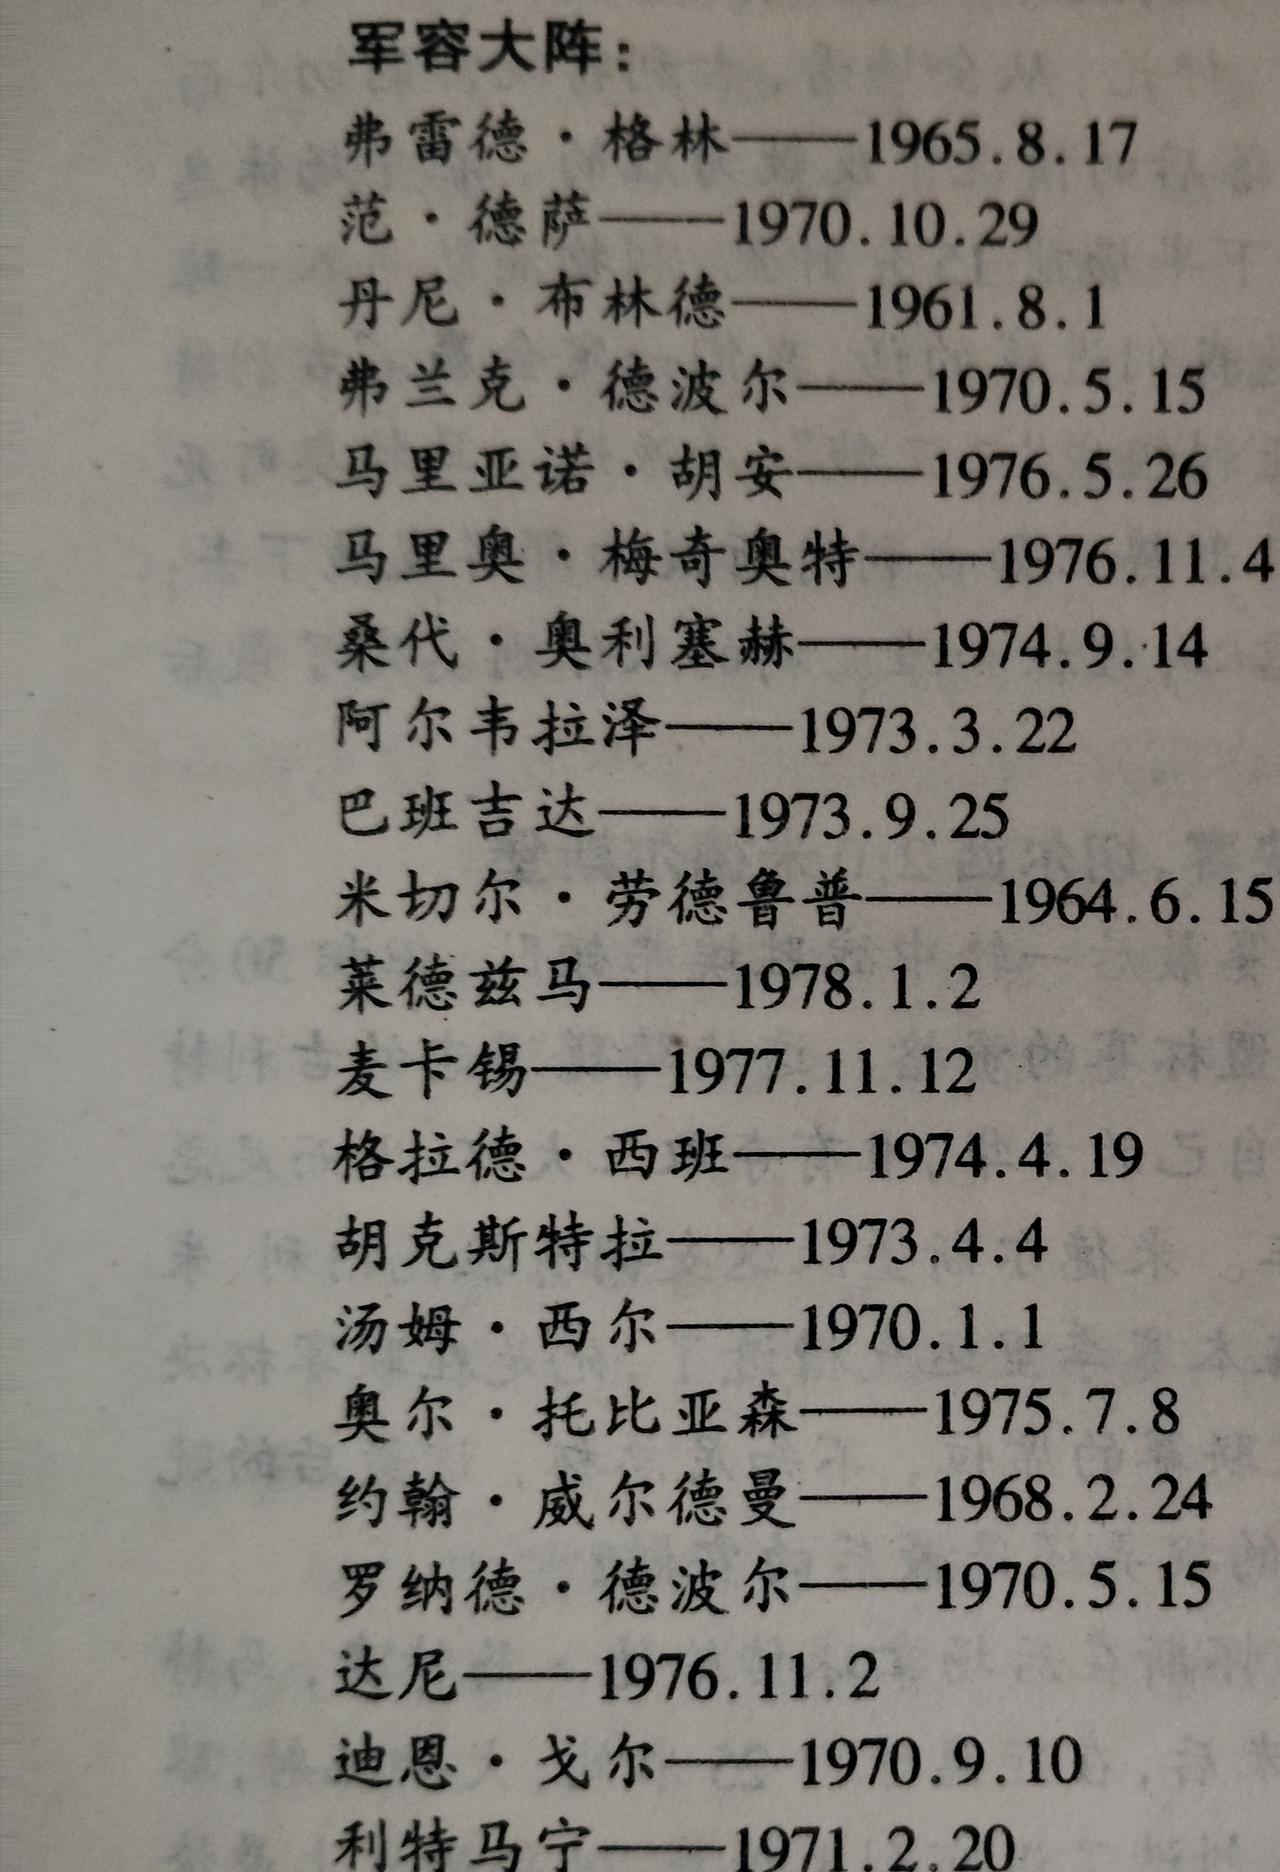 军容大阵：
弗雷德·格林——1965.8.17
范·德萨——1970.10.29
丹尼·布林德——1961.8.1
弗兰克·德波尔——1970.5.15
马里亚诺·胡安——1976.5.26
马里奥·梅奇奥特——1976.11.4
桑代·奥利塞赫——1974.9.14
阿尔韦拉泽——1973.3.22
巴班吉达——1973.9.25
米切尔·劳德鲁普——1964.6.15
莱德兹马——1978.1.2
麦卡锡——1977.11.12
格拉德·西班——1974.4.19
胡克斯特拉——1973.4.4
汤姆·西尔——1970.1.1
奥尔·托比亚森——1975.7.8
约翰·威尔德曼——1968.2.24
罗纳德·德波尔——1970.5.15
达尼——1976.11.2
迪恩·戈尔——1970.9.10
利特马宁——1971.2.20